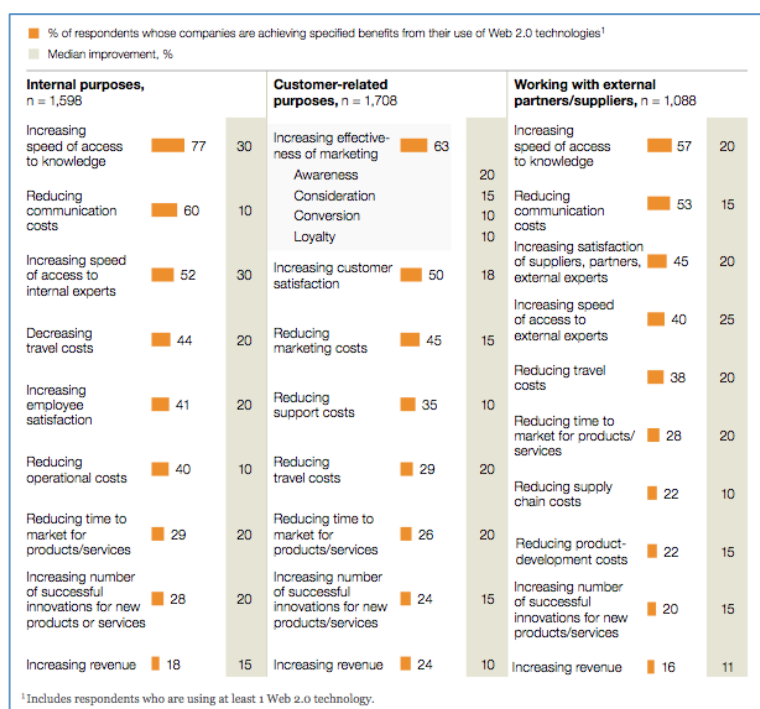 % of respondents whose companies are achieving specified benefits from their use of Web 2.0 technologies1
Median improvement, %
Internal purposes,
n = 1,598
Increasing
speed of access
to knowledge
77
30
Reducing
communication
costs
60
10
Increasing speed
of access to
internal experts
52
30
Decreasing
travel costs
44
20
Increasing
employee
satisfaction
41
20
Reducing
operational costs
40
10
Reducing time to
market for
products/services
29
20
Increasing number
of successful
innovations for new
products or services
28
20
Increasing revenue
18
15
Customer-related
purposes, n = 1,708
Increasing effective-
ness of marketing
63
Awareness
20
Consideration
15
Conversion
10
Loyalty
10
Increasing customer
satisfaction
50
18
Reducing
marketing costs
45
15
Reducing
support costs
35
10
Reducing
travel costs
29
20
Reducing time to
market for
products/services
26
20
Increasing number
of successful
innovations for new
products/services
24
15
Increasing revenue
24
10
Working with external
partners/suppliers, n = 1,088
Increasing
speed of access
to knowledge
57
20
Reducing
communication
costs
53
15
Increasing satisfaction
of suppliers, partners,
external experts
45
20
Increasing speed
of access to
external experts
40
25
Reducing travel
costs
38
20
Reducing time to
market for products/
services
28
20
Reducing supply
chain costs
22
10
Reducing product-
development costs
22
15
Increasing number
of successful
innovations for new
products/services
20
15
Increasing revenue
16
11
1Includes respondents who are using at least 1 Web 2.0 technology.